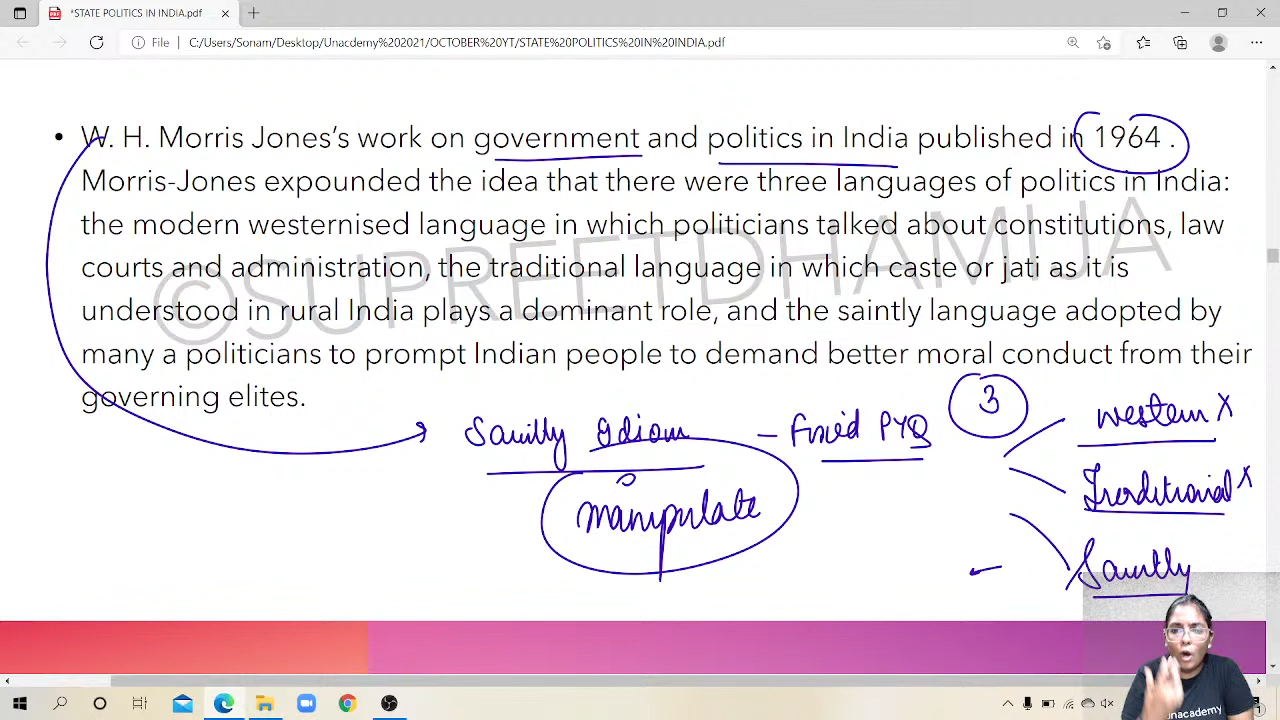 *STATE POLITICS IN INDIA.pdf
File C:/Users/Sonam/Desktop/Unacdemy%202021/OCTOBER%20YT/STATE%20POLITICS%20IN%20INDIA.pdf
• W. H. Morris Jones’s work on government and politics in India published in 1964 .
Morris-Jones expounded the idea that there were three languages of politics in India:
the modern westernised language in which politicians talked about constitutions, law
courts and administration, the traditional language in which caste or jati as it is
understood in rural India plays a dominant role, and the saintly language adopted by
many a politicians to prompt Indian people to demand better moral conduct from their
governing elites.
©SUPREETDHAMIJA
3
Western X
Saintly Idiom – Fixed PYQ
Traditional X
manipulate
Saintly
unacademy